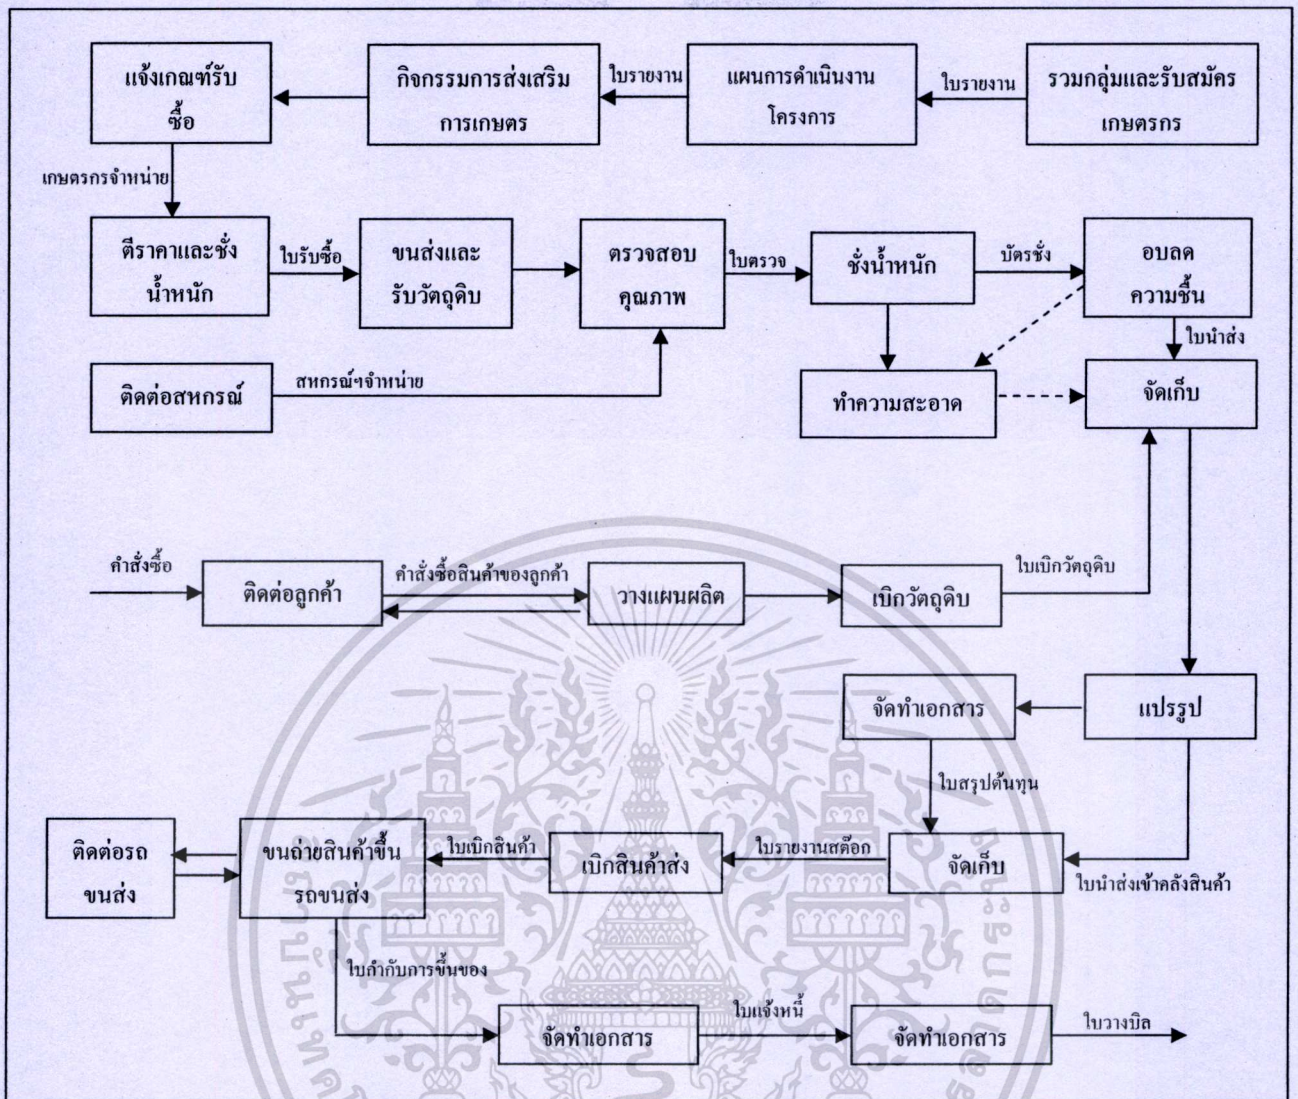 แจ้งเกณฑ์รับ
ซื้อ
กิจกรรมการส่งเสริม
การเกษตร
ใบรายงาน
แผนการดำเนินงาน
โครงการ
ใบรายงาน
รวมกลุ่มและรับสมัคร
เกษตรกร
เกษตรกรจำหน่าย
ตีราคาและชั่ง
น้ำหนัก
ใบรับซื้อ
ขนส่งและ
รับวัตถุดิบ
ตรวจสอบ
คุณภาพ
ใบตรวจ
ชั่งน้ำหนัก
บัตรชั่ง
อบลด
ความชื้น
ใบนำส่ง
ติดต่อสหกรณ์
สหกรณ์ฯจำหน่าย
ทำความสะอาด
จัดเก็บ
คำสั่งซื้อ
ติดต่อลูกค้า
คำสั่งซื้อสินค้าของลูกค้า
วางแผนผลิต
เบิกวัตถุดิบ
ใบเบิกวัตถุดิบ
จัดทำเอกสาร
แปรรูป
ใบสรุปต้นทุน
ติดต่อรถ
ขนส่ง
ขนถ่ายสินค้าขึ้น
รถขนส่ง
ใบเบิกสินค้า
เบิกสินค้าส่ง
ใบรายงานสต๊อก
จัดเก็บ
ใบนำส่งเข้าคลังสินค้า
ใบกำกับการขึ้นของ
จัดทำเอกสาร
ใบแจ้งหนี้
จัดทำเอกสาร
ใบวางบิล